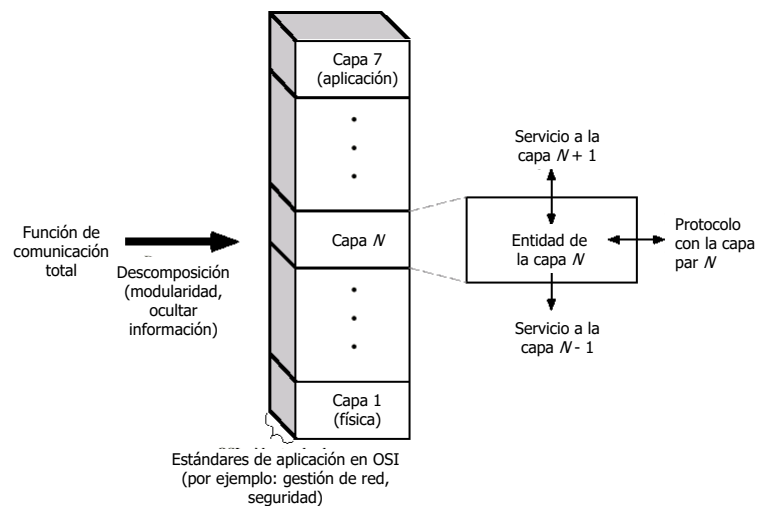 Capa 7
(aplicación)
Servicio a la
capa N + 1
Función de
comunicación
total
Descomposición
(modularidad,
ocultar
información)
Capa N
Entidad de
la capa N
Protocolo
con la capa
par N
Servicio a la
capa N - 1
Capa 1
(física)
Estándares de aplicación en OSI
(por ejemplo: gestión de red,
seguridad)